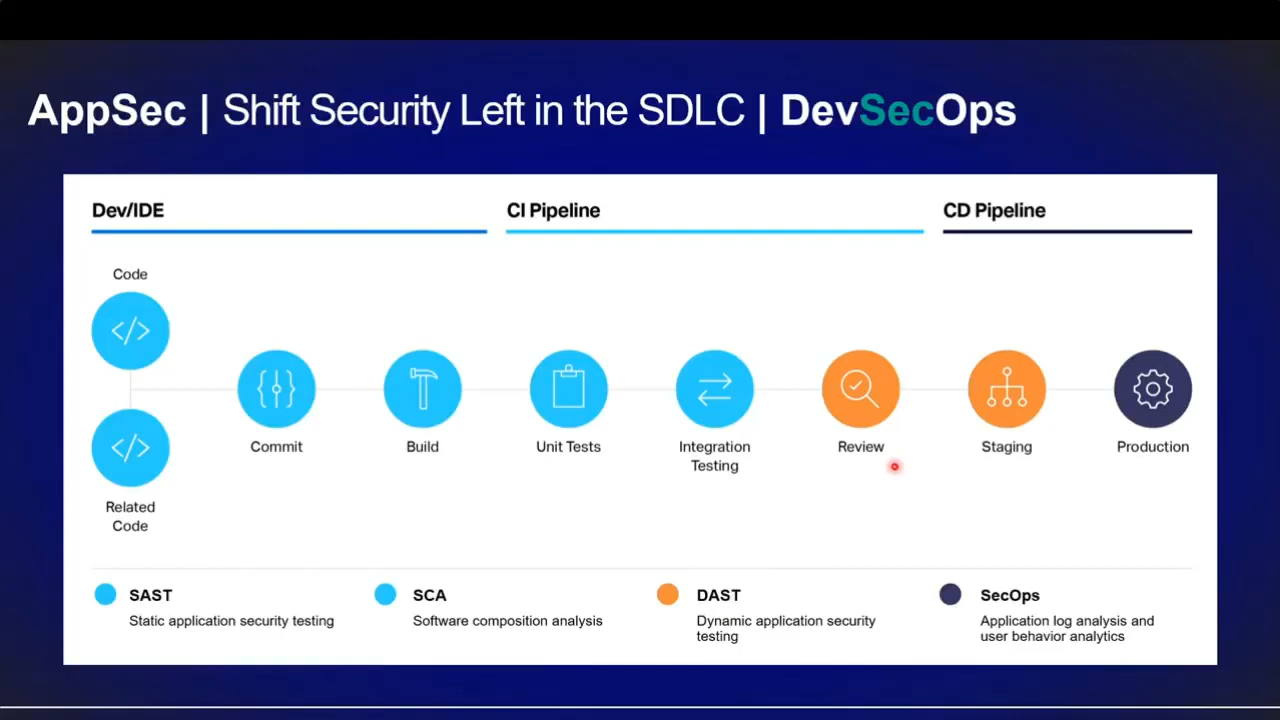 AppSec | Shift Security Left in the SDLC | DevSecOps
Dev/IDE
CI Pipeline
CD Pipeline
Code
Related
Code
Commit
Build
Unit Tests
Integration
Testing
Review
Staging
Production
SAST
Static application security testing
SCA
Software composition analysis
DAST
Dynamic application security
testing
SecOps
Application log analysis and
user behavior analytics